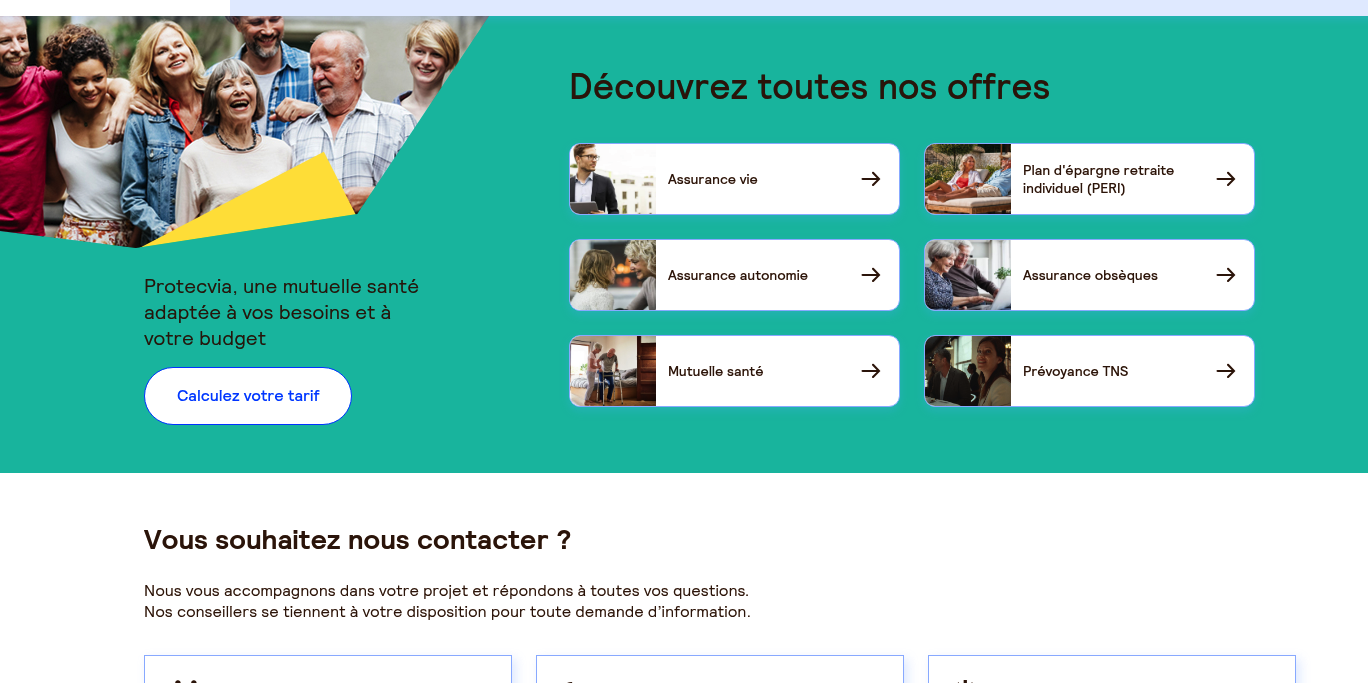 Découvrez toutes nos offres
Assurance vie
Plan d'épargne retraite
individuel (PERI)
Assurance autonomie
Assurance obsèques
Mutuelle santé
Prévoyance TNS
Protecvia, une mutuelle santé
adaptée à vos besoins et à
votre budget
Calculez votre tarif
Vous souhaitez nous contacter ?
Nous vous accompagnons dans votre projet et répondons à toutes vos questions.
Nos conseillers se tiennent à votre disposition pour toute demande d’information.